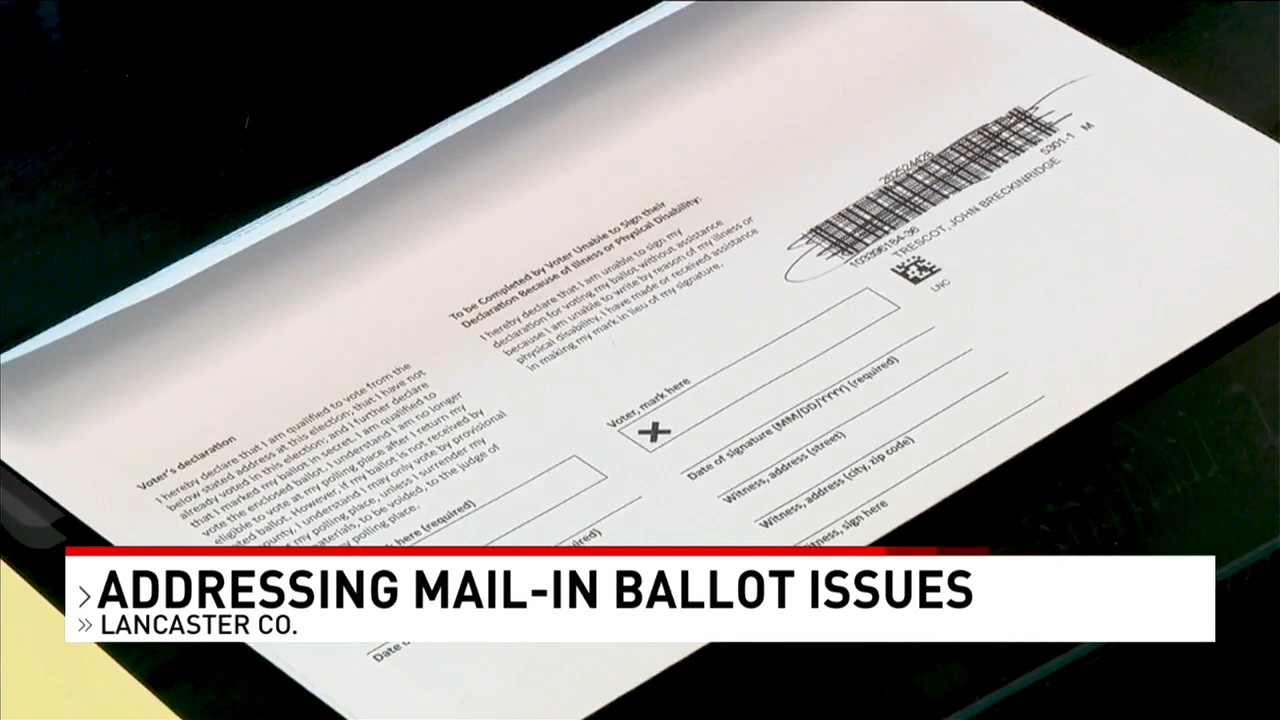 202524428
5301-1 M
103396184-36
TRESCOT, JOHN BRECKINRIDGE
LNC
To be Completed by Voter Unable to Sign their
Declaration Because of Illness or Physical Disability:
I hereby declare that I am unable to sign my
declaration for voting my ballot without assistance
because I am unable to write by reason of my illness or
physical disability. I have made or received assistance
in making my mark in lieu of my signature.
Voter, mark here
X
Date of signature (MM/DD/YYYY) (required)
Witness, address (street)
Witness, address (city, zip code)
itness, sign here
Voter's declaration
I hereby declare that I am qualified to vote from the
below stated address at this election; that I have not
already voted in this election; and I further declare
that I marked my ballot in secret. I am qualified to
vote the enclosed ballot. I understand I am no longer
eligible to vote at my polling place after I return my
ted ballot. However, if my ballot is not received by
ounty, I understand I may only vote by provisional
at my polling place, unless I surrender my
materials to be voided, to the judge of
y polling place.
here (required)
ired)
Date
ADDRESSING MAIL-IN BALLOT ISSUES
LANCASTER CO.